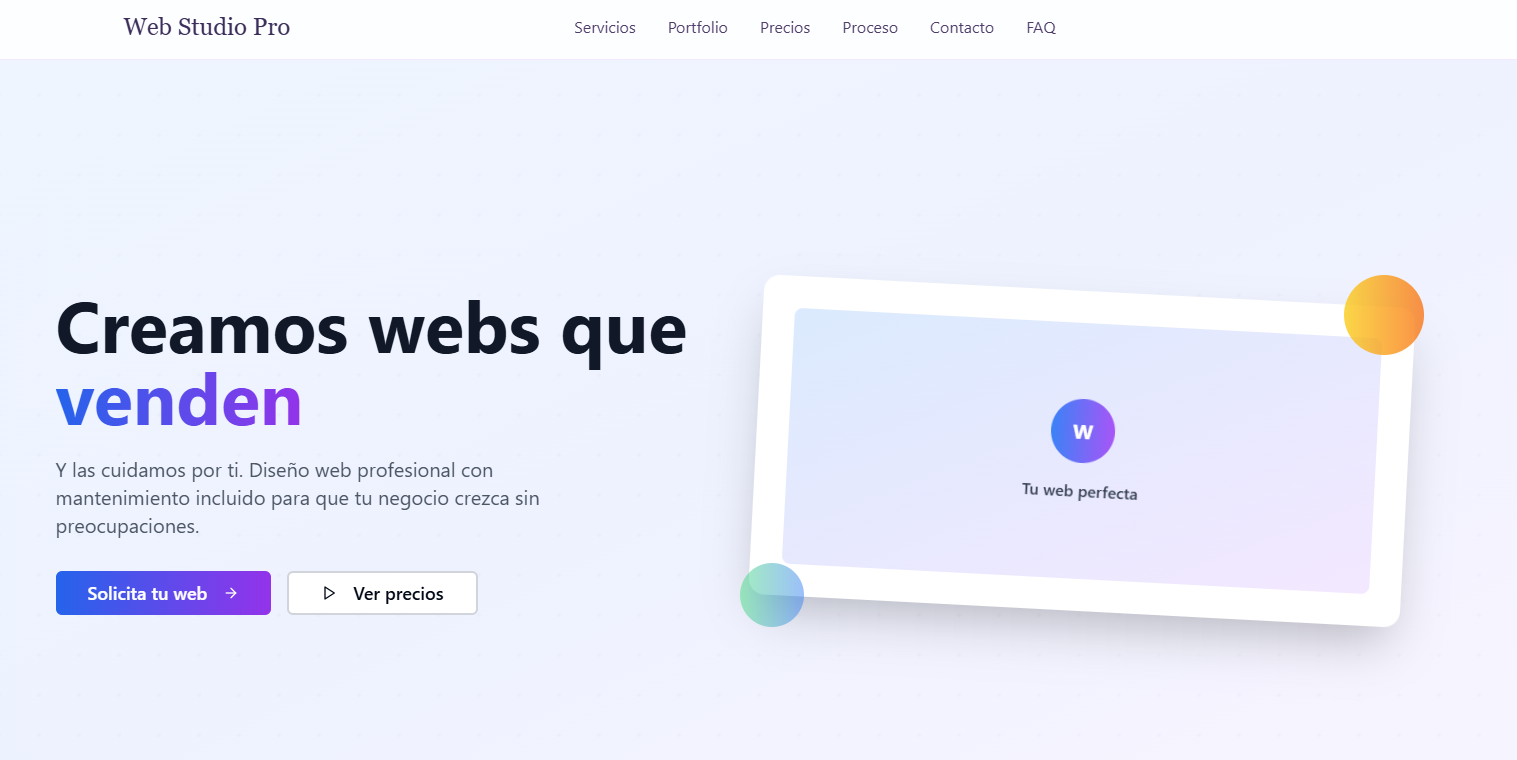 Web Studio Pro
Servicios Portfolio Precios Proceso Contacto FAQ
Creamos webs que
venden
Y las cuidamos por ti. Diseño web profesional con
mantenimiento incluido para que tu negocio crezca sin
preocupaciones.
Solicita tu web
Ver precios
W
Tu web perfecta